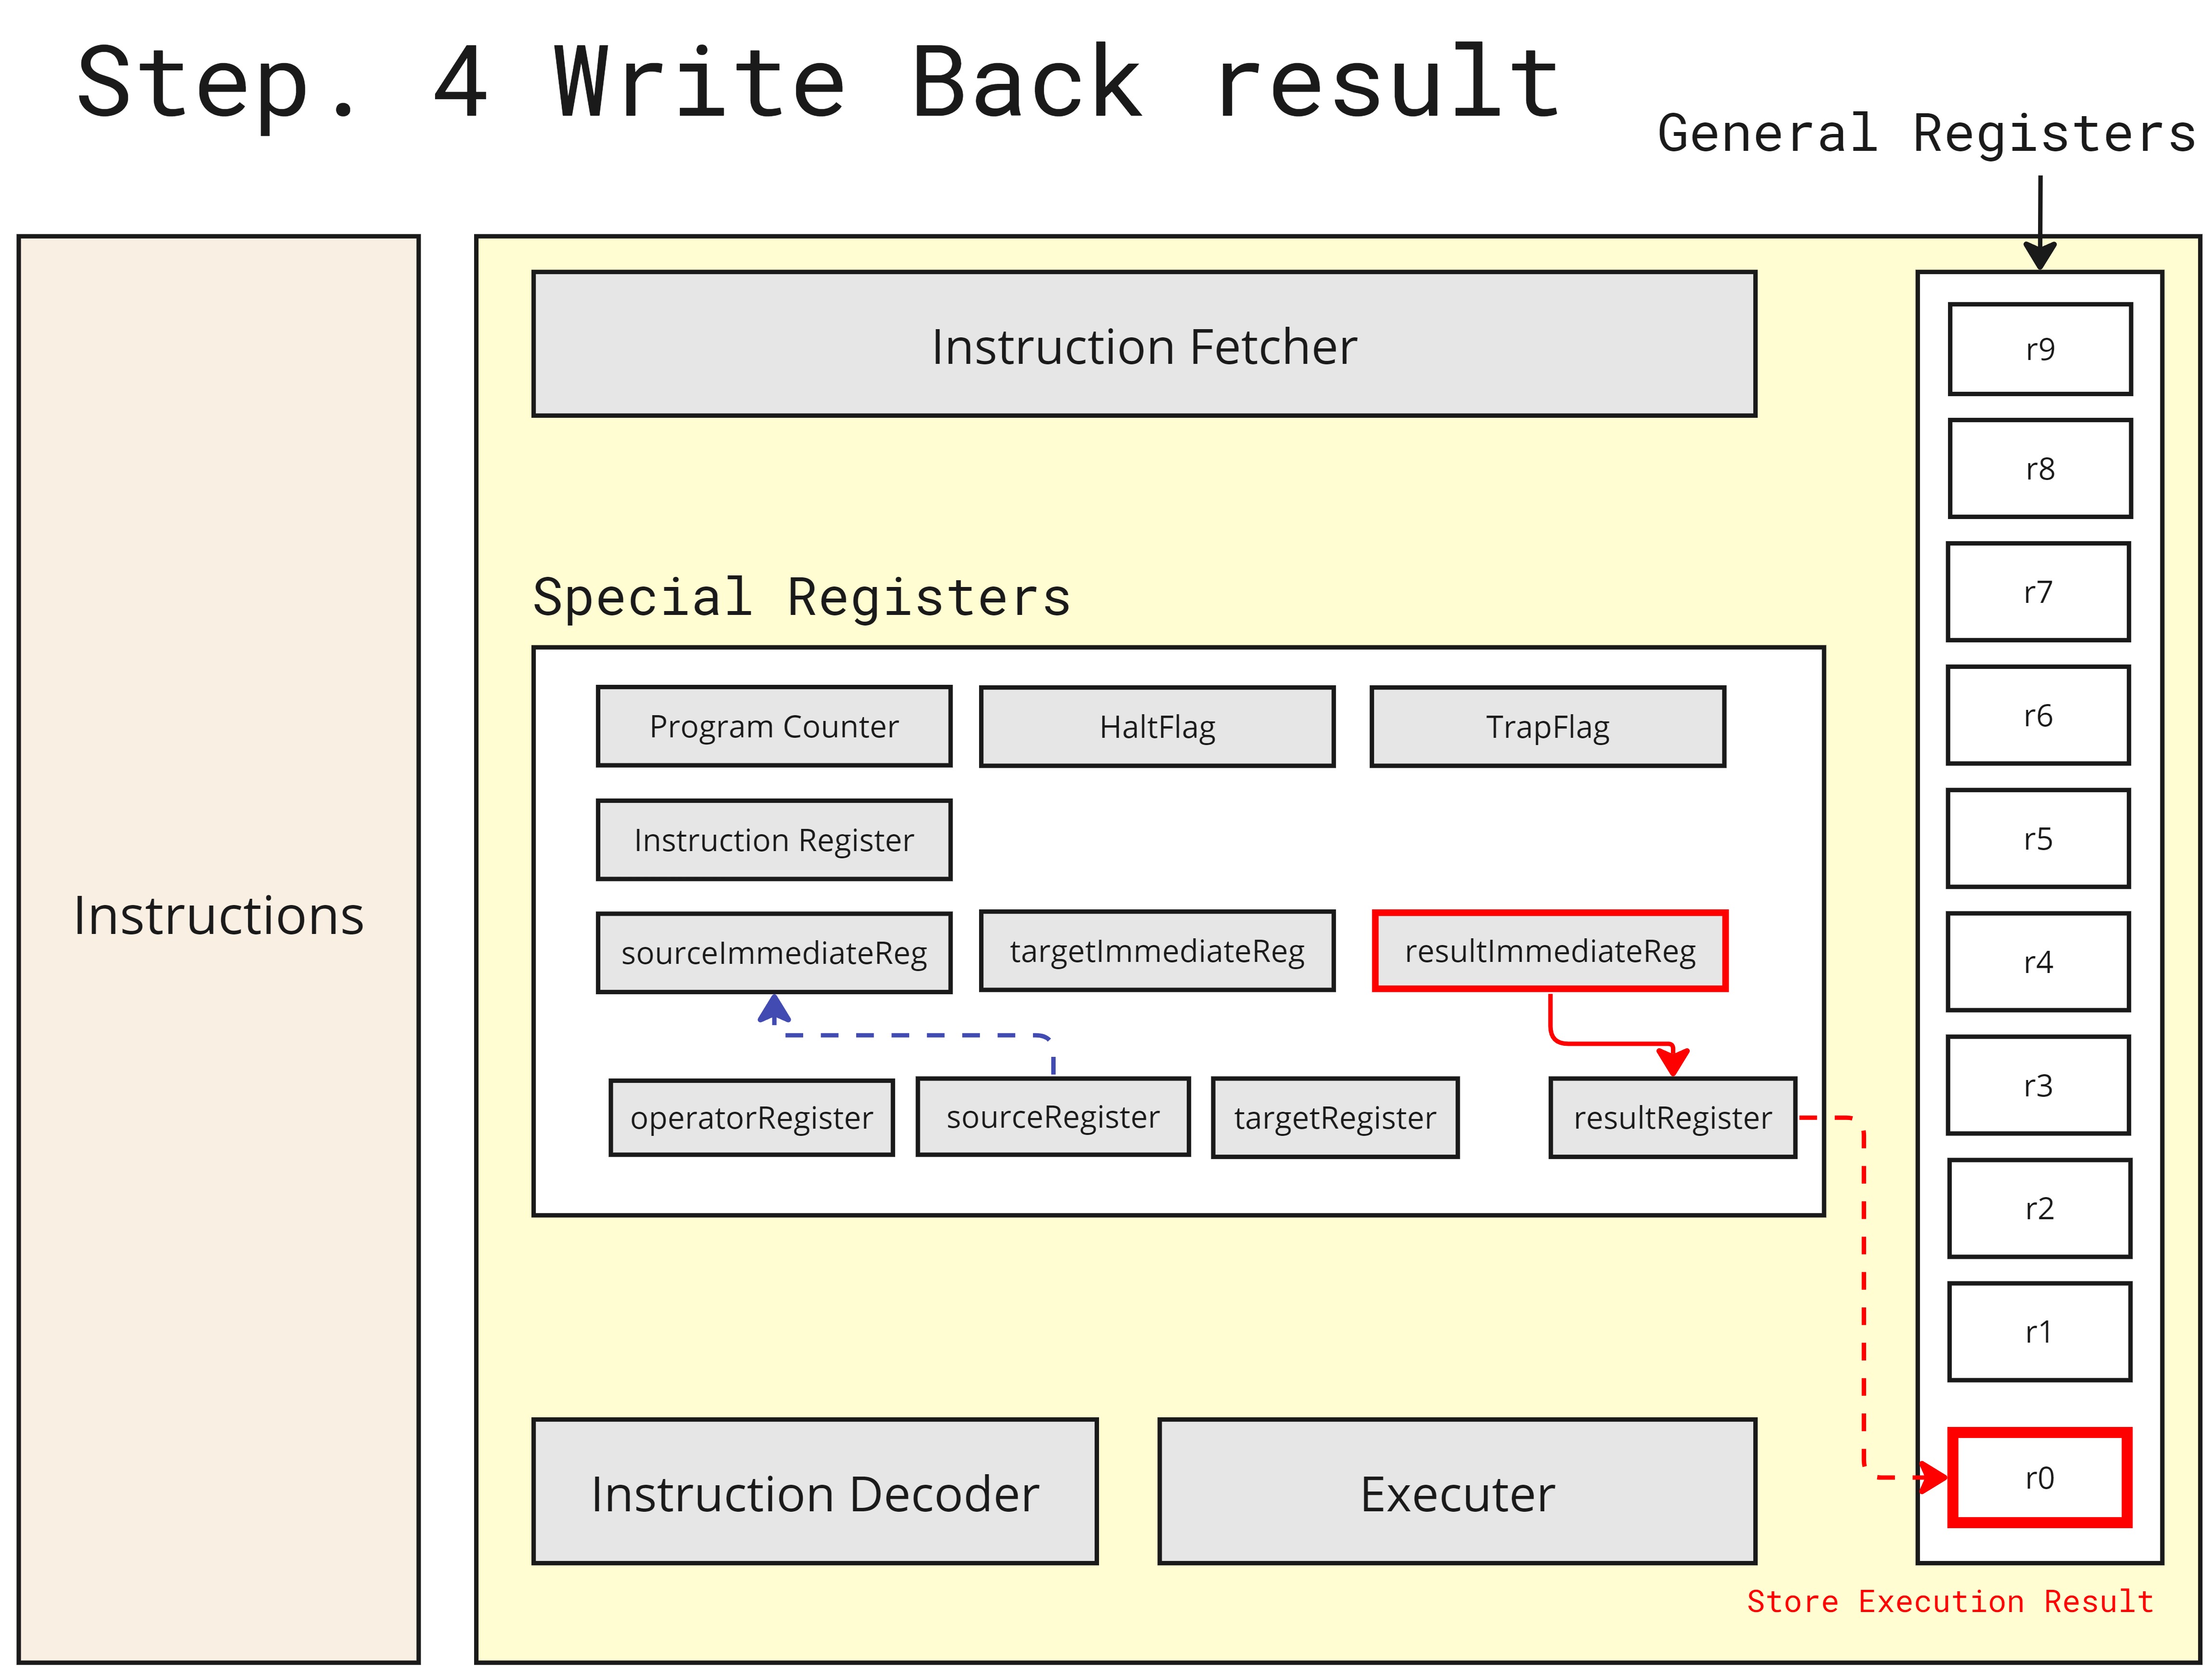 Step. 4 Write Back result
General Registers
Instructions
Instruction Fetcher
Special Registers
Program Counter
HaltFlag
TrapFlag
Instruction Register
sourceImmediateReg
targetImmediateReg
resultImmediateReg
operatorRegister
sourceRegister
targetRegister
resultRegister
Instruction Decoder
Executer
r9
r8
r7
r6
r5
r4
r3
r2
r1
r0
Store Execution Result